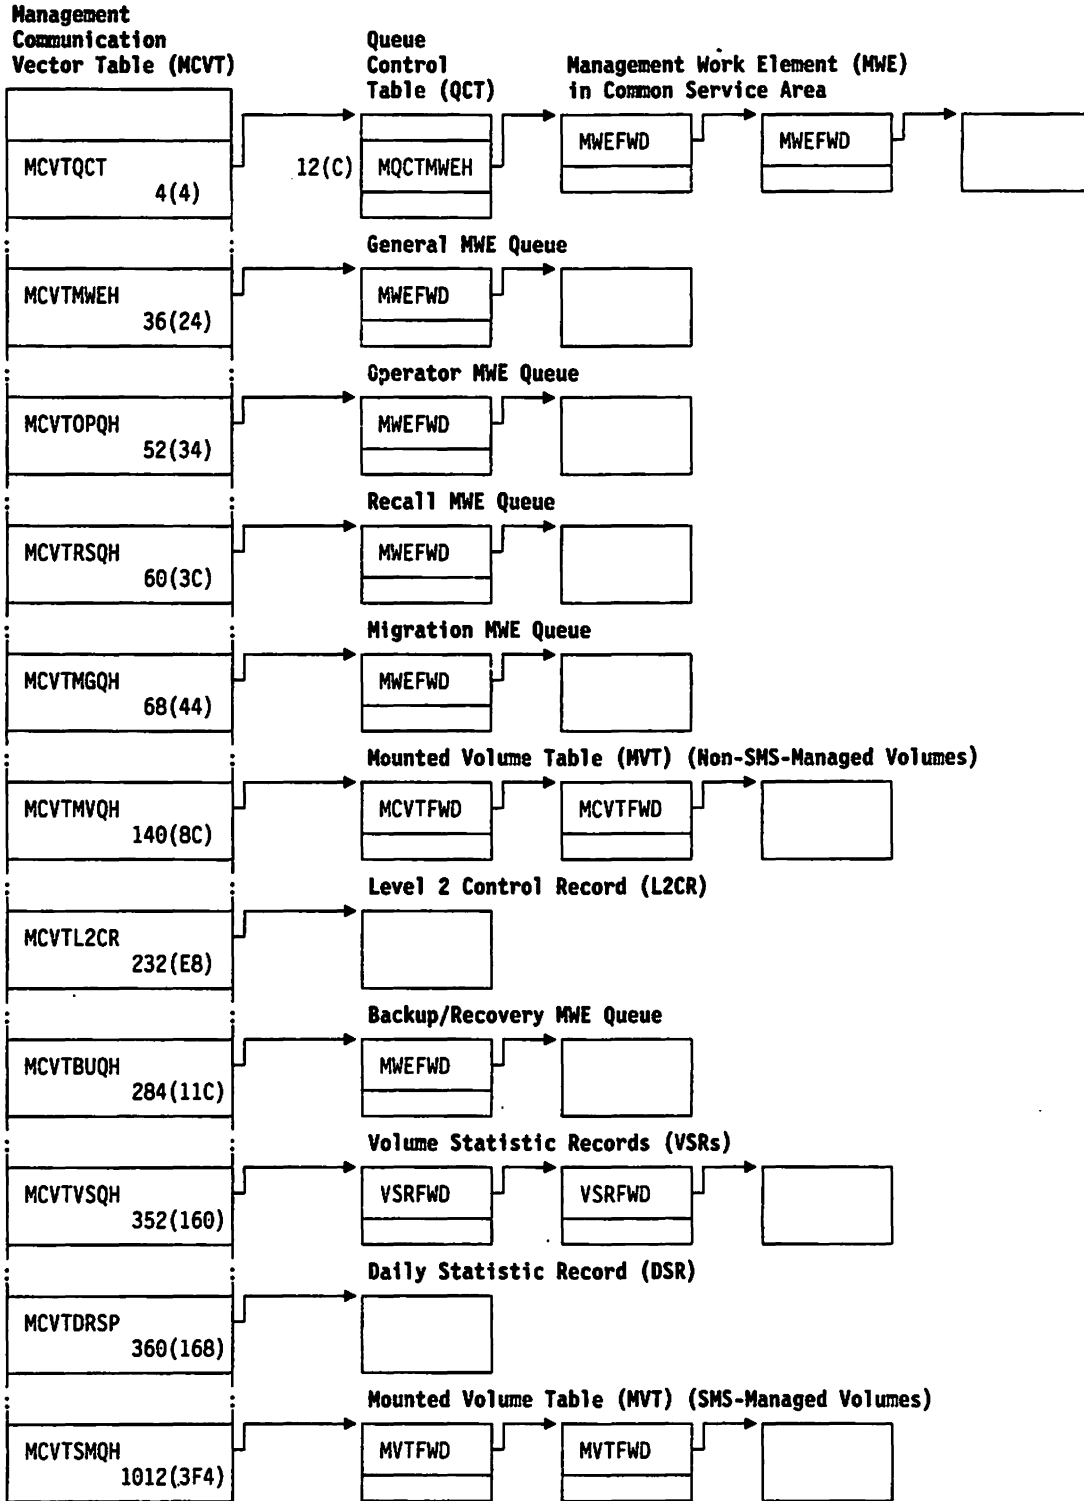 Management
Communication
Vector Table (MCVT)
Queue
Control
Table (QCT)
Management Work Element (MWE)
in Common Service Area
MCVTQCT
4(4)
12(C)
MQCTMWEH
MWEFWD
MWEFWD
General MWE Queue
MCVTMWEH
36(24)
MWEFWD
Operator MWE Queue
MCVTOPQH
52(34)
MWEFWD
Recall MWE Queue
MCVTRSQH
60(3C)
MWEFWD
Migration MWE Queue
MCVTMGQH
68(44)
MWEFWD
Mounted Volume Table (MVT) (Non-SMS-Managed Volumes)
MCVTMVQH
140(8C)
MCVTFWD
MCVTFWD
Level 2 Control Record (L2CR)
MCVTL2CR
232(E8)
Backup/Recovery MWE Queue
MCVTBUQH
284(11C)
MWEFWD
Volume Statistic Records (VSRs)
MCVTVSQH
352(160)
VSRFWD
VSRFWD
Daily Statistic Record (DSR)
MCVTDRSP
360(168)
Mounted Volume Table (MVT) (SMS-Managed Volumes)
MCVTSMQH
1012(3F4)
MVTFWD
MVTFWD